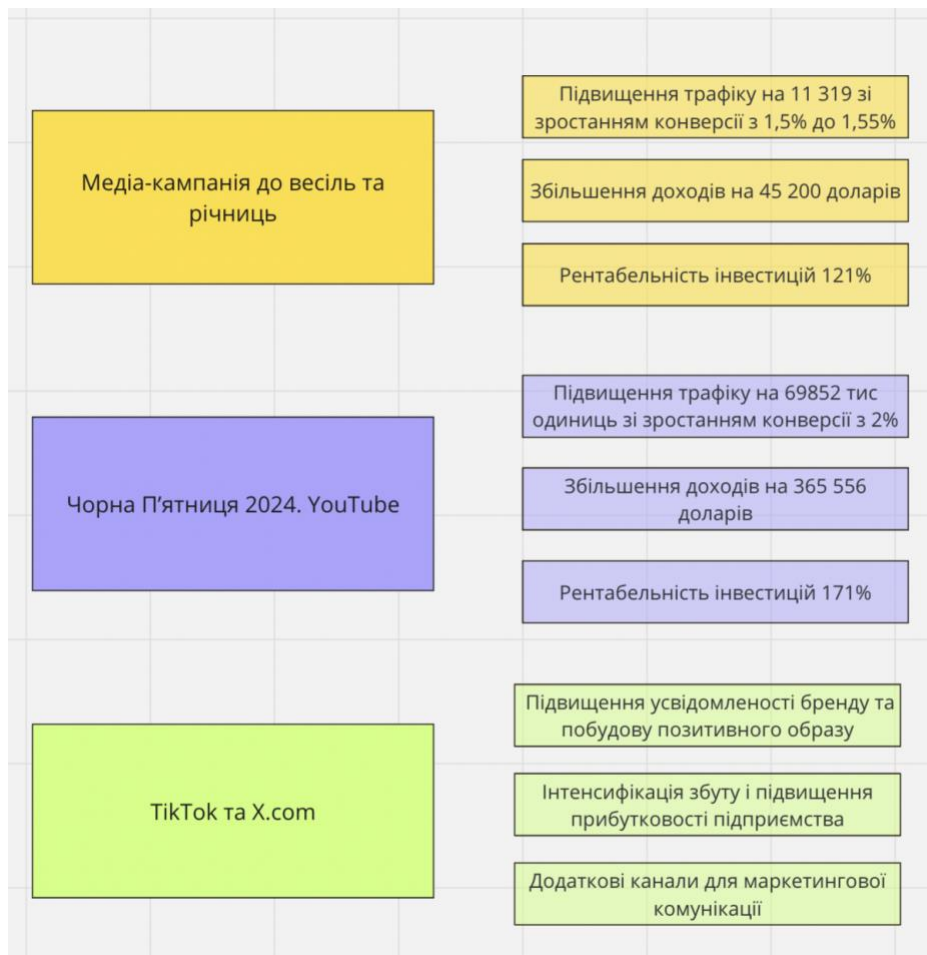 Медіа-кампанія до весіль та
річниць
Підвищення трафіку на 11 319 зі
зростанням конверсії з 1,5% до 1,55%
Збільшення доходів на 45 200 доларів
Рентабельність інвестицій 121%
Чорна П’ятниця 2024. YouTube
Підвищення трафіку на 69852 тис
одиниць зі зростанням конверсії з 2%
Збільшення доходів на 365 556
доларів
Рентабельність інвестицій 171%
TikTok та X.com
Підвищення усвідомленості бренду та
побудову позитивного образу
Інтенсифікація збуту і підвищення
прибутковості підприємства
Додаткові канали для маркетингової
комунікації